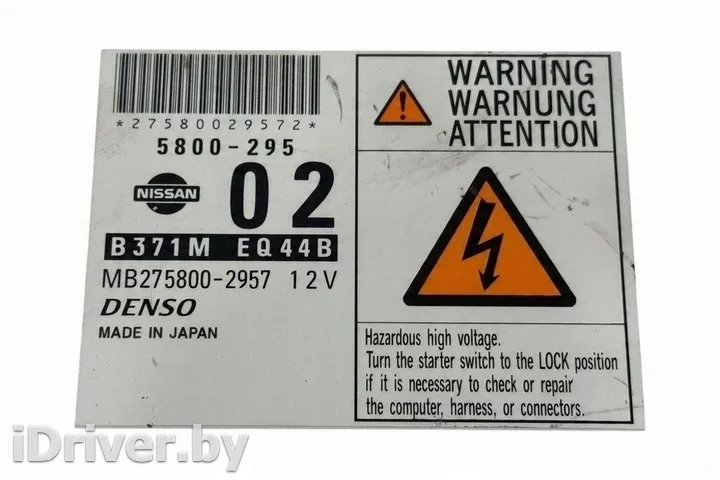 *27580029572*
5800-295
NISSAN
02
B371M EQ44B
MB275800-2957 12V
DENSO
MADE IN JAPAN
WARNING
WARNUNG
ATTENTION
Hazardous high voltage.
Turn the starter switch to the LOCK position
if it is necessary to check or repair
the computer, harness, or connectors.
iDriver.by